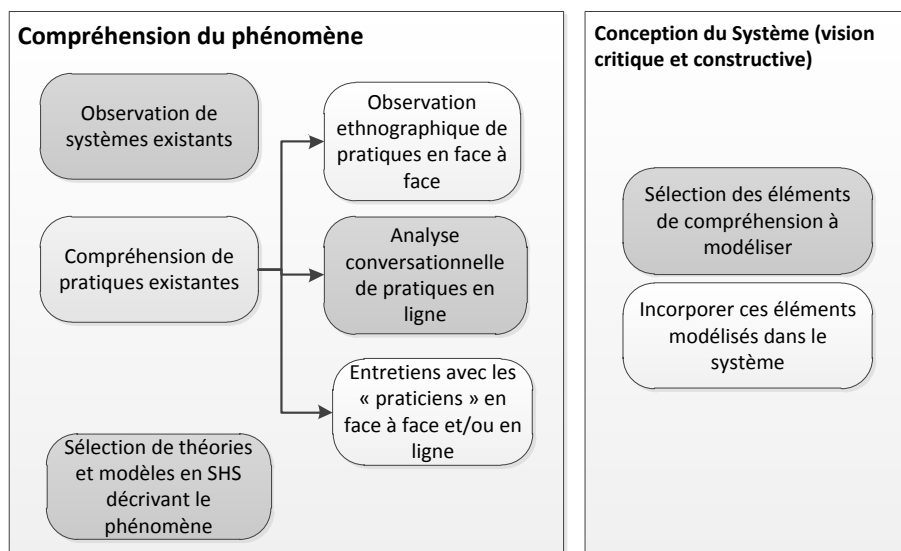 Compréhension du phénomène
Observation de
systèmes existants
Compréhension de
pratiques existantes
Sélection de théories
et modèles en SHS
décrivant le
phénomène
Observation
ethnographique de
pratiques en face à
face
Analyse
conversationnelle
de pratiques en
ligne
Entretiens avec les
« praticiens » en
face à face et/ou en
ligne
Conception du Système (vision
critique et constructive)
Sélection des éléments
de compréhension à
modéliser
Incorporer ces éléments
modélisés dans le
système